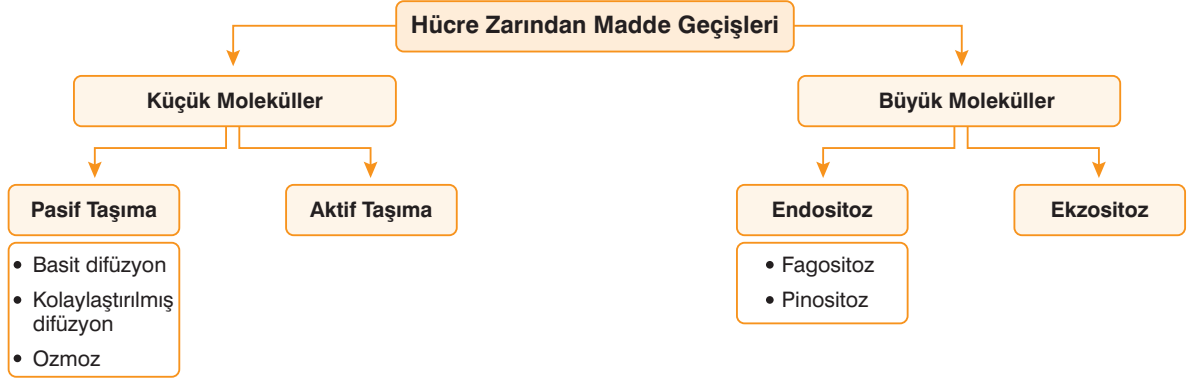 Hücre Zarından Madde Geçişleri
Küçük Moleküller
Büyük Moleküller
Pasif Taşıma
Aktif Taşıma
Endositoz
Ekzositoz
• Basit difüzyon
• Kolaylaştırılmış
difüzyon
• Ozmoz
• Fagositoz
• Pinositoz